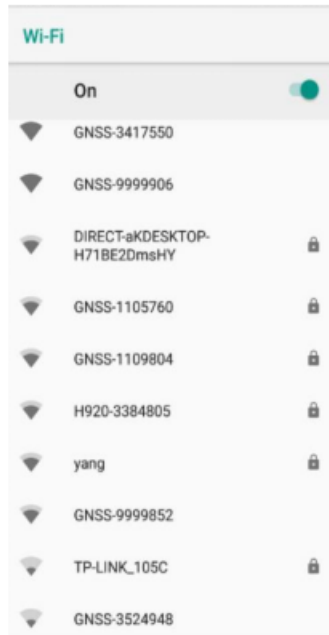 Wi-Fi
On
GNSS-3417550
GNSS-9999906
DIRECT-aKDESKTOP-
H71BE2DmsHY
GNSS-1105760
GNSS-1109804
H920-3384805
yang
GNSS-9999852
TP-LINK_105C
GNSS-3524948